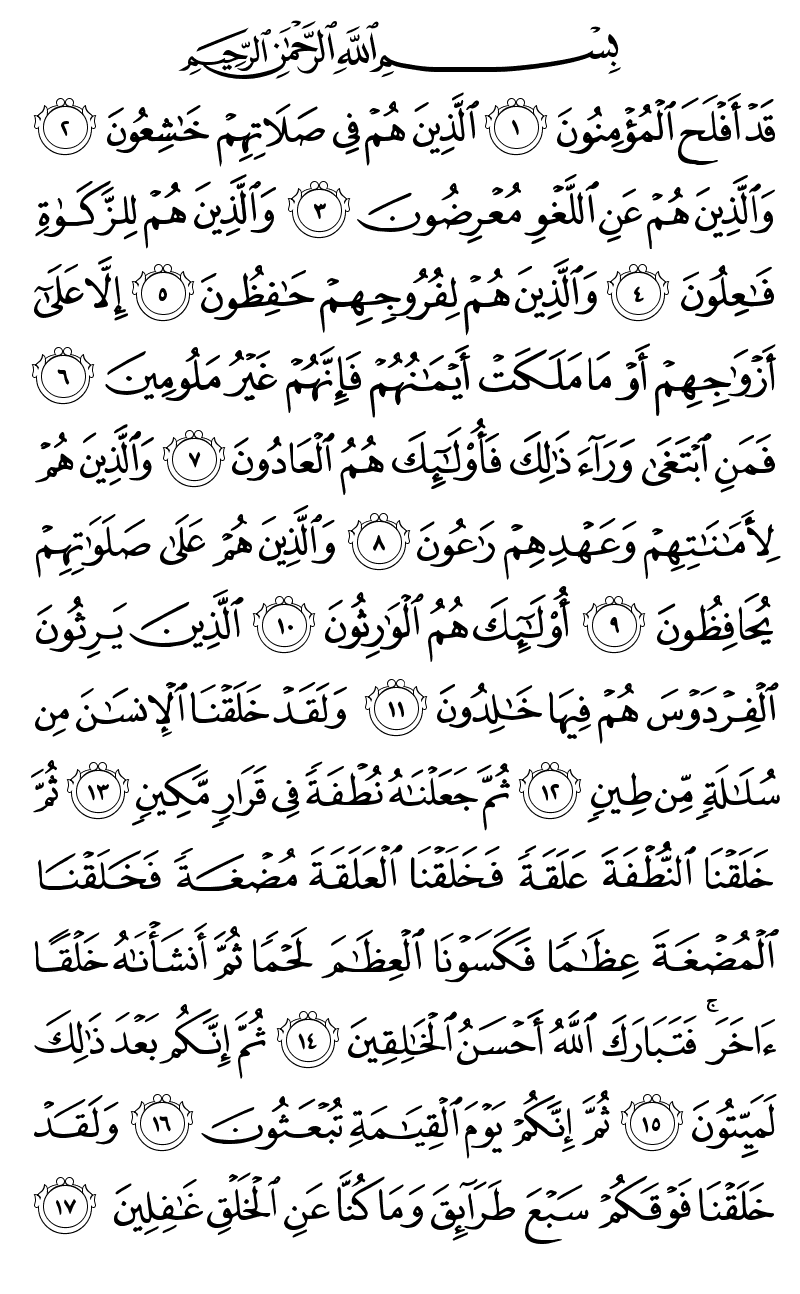 بِسْمِ ٱللَّهِ ٱلرَّحْمَٰنِ ٱلرَّحِيمِ
قَدْ أَفْلَحَ ٱلْمُؤْمِنُونَ ١ ٱلَّذِينَ هُمْ فِي صَلَاتِهِمْ خَٰشِعُونَ ٢
وَٱلَّذِينَ هُمْ عَنِ ٱللَّغْوِ مُعْرِضُونَ ٣ وَٱلَّذِينَ هُمْ لِلزَّكَوٰةِ
فَٰعِلُونَ ٤ وَٱلَّذِينَ هُمْ لِفُرُوجِهِمْ حَٰفِظُونَ ٥ إِلَّا عَلَىٰٓ
أَزْوَٰجِهِمْ أَوْ مَا مَلَكَتْ أَيْمَٰنُهُمْ فَإِنَّهُمْ غَيْرُ مَلُومِينَ ٦
فَمَنِ ٱبْتَغَىٰ وَرَآءَ ذَٰلِكَ فَأُو۟لَٰٓئِكَ هُمُ ٱلْعَادُونَ ٧ وَٱلَّذِينَ هُمْ
لِأَمَٰنَٰتِهِمْ وَعَهْدِهِمْ رَٰعُونَ ٨ وَٱلَّذِينَ هُمْ عَلَىٰ صَلَوَٰتِهِمْ
يُحَافِظُونَ ٩ أُو۟لَٰٓئِكَ هُمُ ٱلْوَٰرِثُونَ ١٠ ٱلَّذِينَ يَرِثُونَ
ٱلْفِرْدَوْسَ هُمْ فِيهَا خَٰلِدُونَ ١١ وَلَقَدْ خَلَقْنَا ٱلْإِنسَٰنَ مِن
سُلَٰلَةٍ مِّن طِينٍ ١٢ ثُمَّ جَعَلْنَٰهُ نُطْفَةً فِي قَرَارٍ مَّكِينٍ ١٣ ثُمَّ
خَلَقْنَا ٱلنُّطْفَةَ عَلَقَةً فَخَلَقْنَا ٱلْعَلَقَةَ مُضْغَةً فَخَلَقْنَا
ٱلْمُضْغَةَ عِظَٰمًا فَكَسَوْنَا ٱلْعِظَٰمَ لَحْمًا ثُمَّ أَنشَأْنَٰهُ خَلْقًا
ءَاخَرَ ۚ فَتَبَارَكَ ٱللَّهُ أَحْسَنُ ٱلْخَٰلِقِينَ ١٤ ثُمَّ إِنَّكُم بَعْدَ ذَٰلِكَ
لَمَيِّتُونَ ١٥ ثُمَّ إِنَّكُمْ يَوْمَ ٱلْقِيَٰمَةِ تُبْعَثُونَ ١٦ وَلَقَدْ
خَلَقْنَا فَوْقَكُمْ سَبْعَ طَرَآئِقَ وَمَا كُنَّا عَنِ ٱلْخَلْقِ غَٰفِلِينَ ١٧